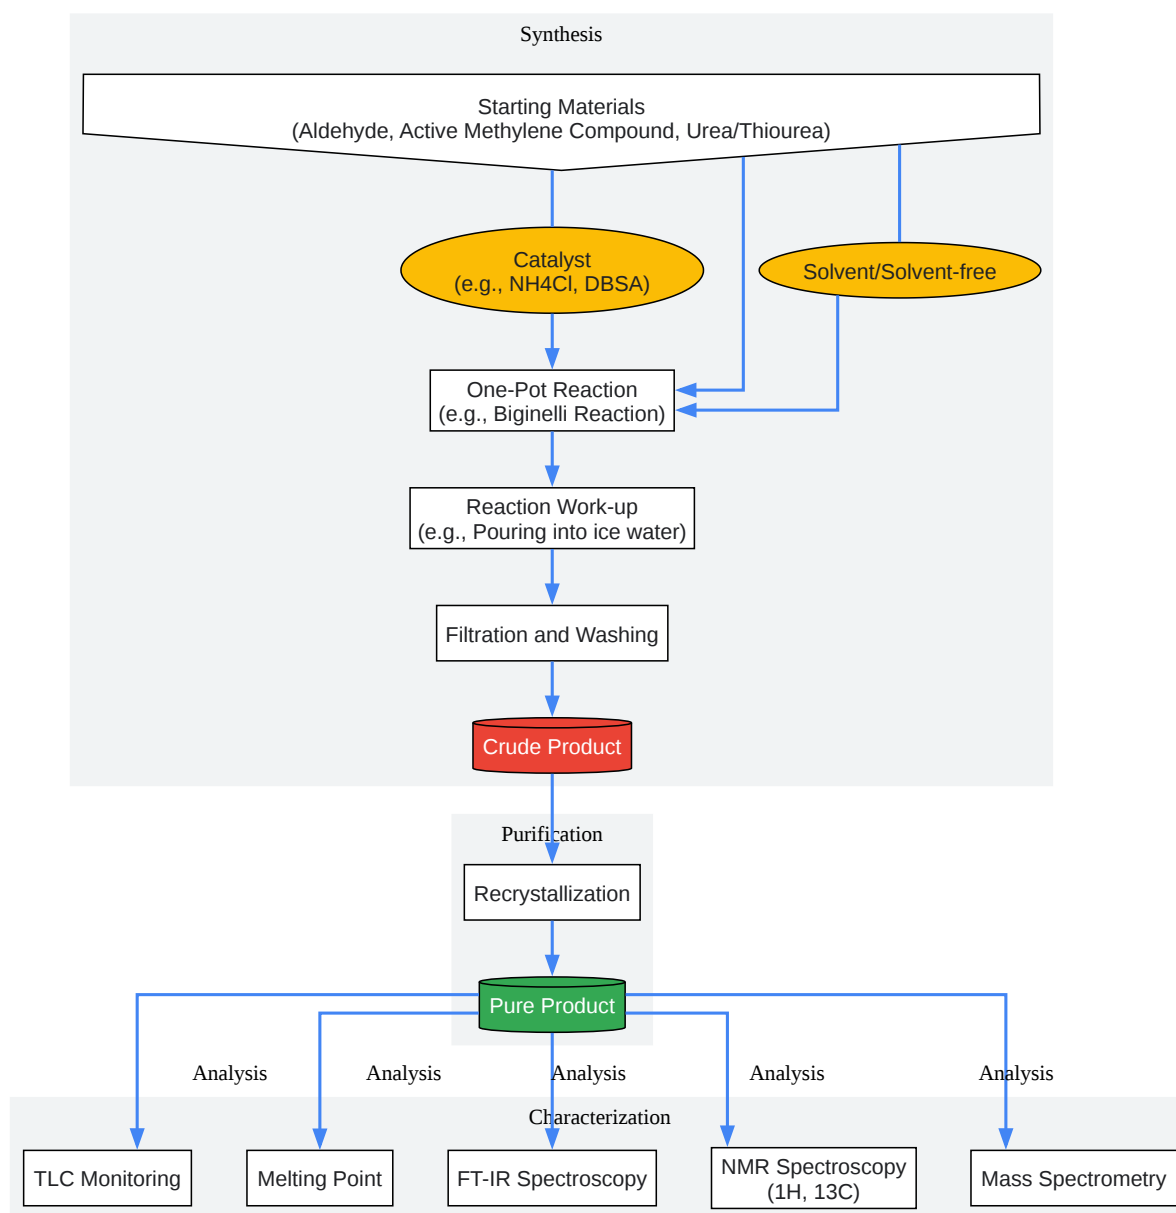 Synthesis
Starting Materials
(Aldehyde, Active Methylene Compound, Urea/Thiourea)
Catalyst
(e.g., NH4Cl, DBSA)
Solvent/Solvent-free
One-Pot Reaction
(e.g., Biginelli Reaction)
Reaction Work-up
(e.g., Pouring into ice water)
Filtration and Washing
Crude Product
Purification
Recrystallization
Pure Product
Analysis
Analysis
Analysis
Analysis
Analysis
Characterization
TLC Monitoring
Melting Point
FT-IR Spectroscopy
NMR Spectroscopy
(1H, 13C)
Mass Spectrometry